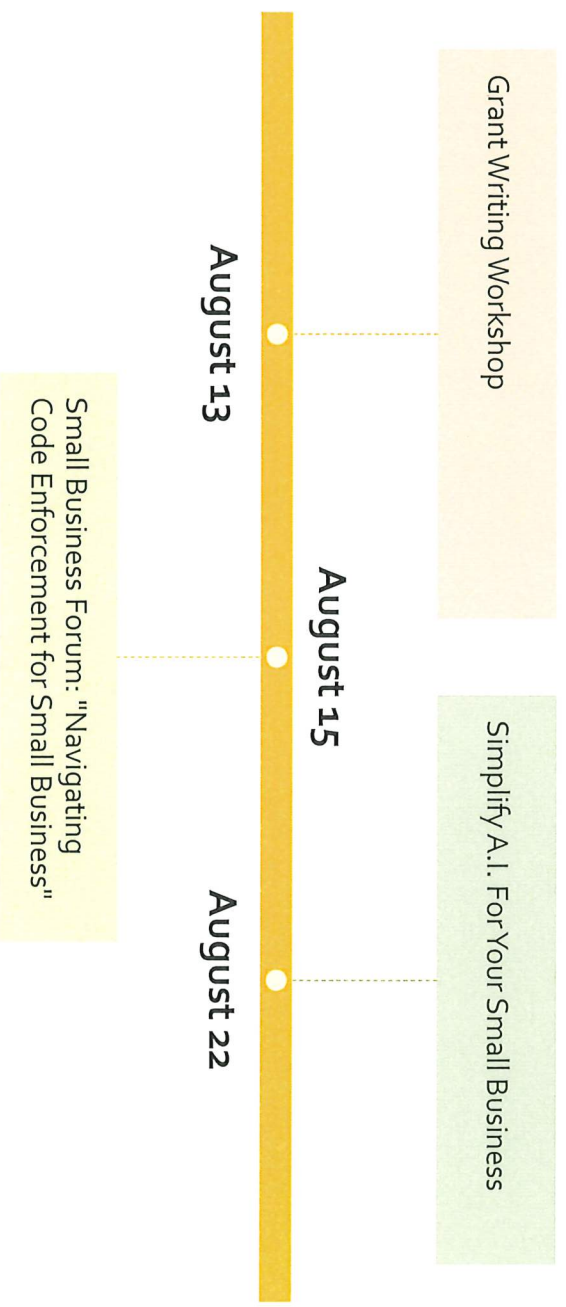 Grant Writing Workshop
Simplify A.I. For Your Small Business
August 15
August 13
August 22
Small Business Forum: "Navigating
Code Enforcement for Small Business"